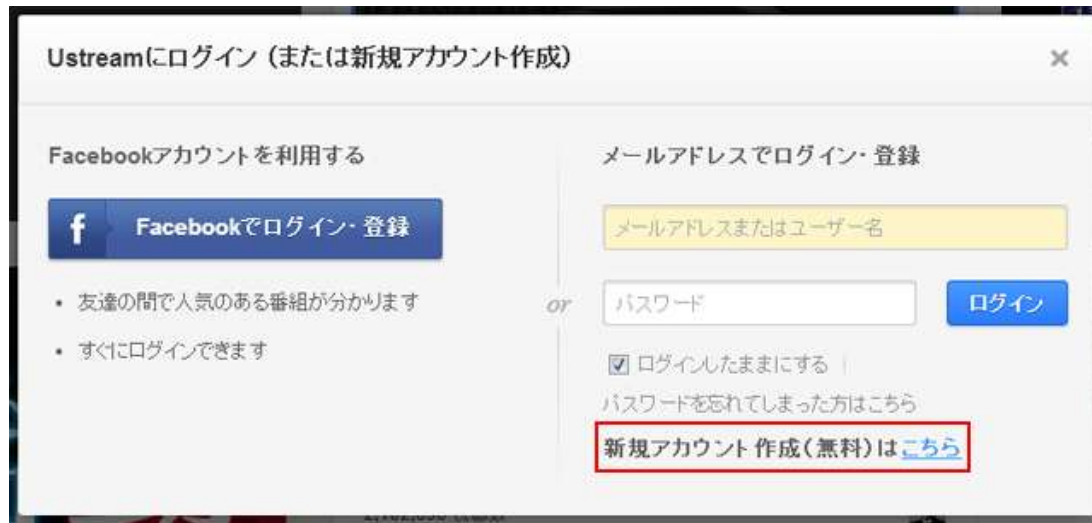 Ustreamにログイン (または新規アカウント作成)
×
Facebookアカウントを利用する
f Facebookでログイン・登録
• 友達の間で人気のある番組が分かります
• すぐにログインできます
or
メールアドレスでログイン・登録
メールアドレスまたはユーザー名
パスワード
ログイン
ログインしたままにする
パスワードを忘れてしまった方はこちら
新規アカウント作成(無料)はこちら